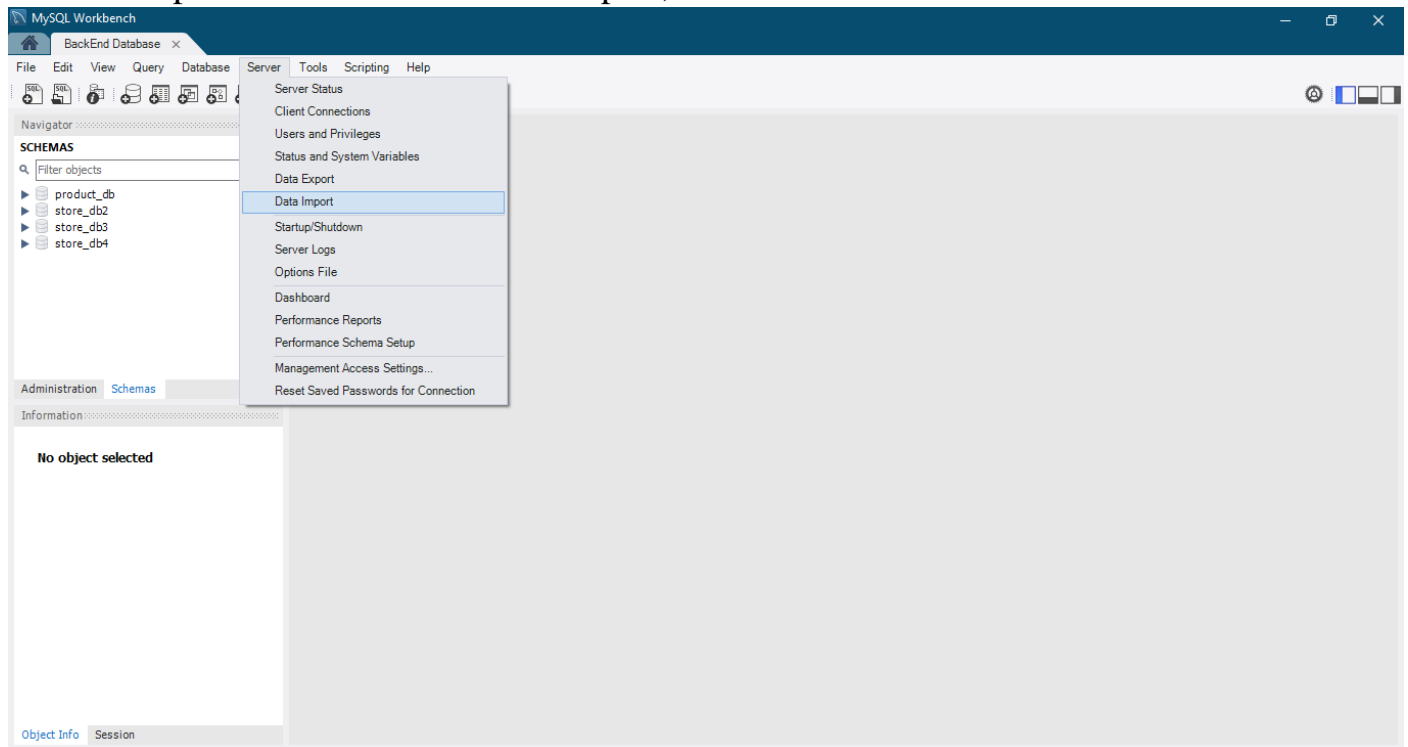 MySQL Workbench
BackEnd Database
File Edit View Query Database Server Tools Scripting Help
Server Status
Client Connections
Users and Privileges
Status and System Variables
Data Export
Data Import
Startup/Shutdown
Server Logs
Options File
Dashboard
Performance Reports
Performance Schema Setup
Management Access Settings...
Reset Saved Passwords for Connection
Navigator
SCHEMAS
Filter objects
product_db
store_db2
store_db3
store_db4
Administration Schemas
Information
No object selected
Object Info Session